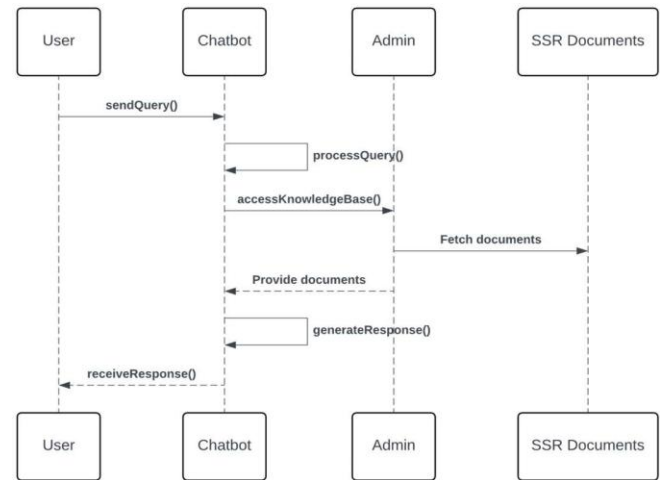 User
Chatbot
Admin
SSR Documents
sendQuery()
processQuery()
accessKnowledgeBase()
Fetch documents
Provide documents
generateResponse()
receiveResponse()
User
Chatbot
Admin
SSR Documents